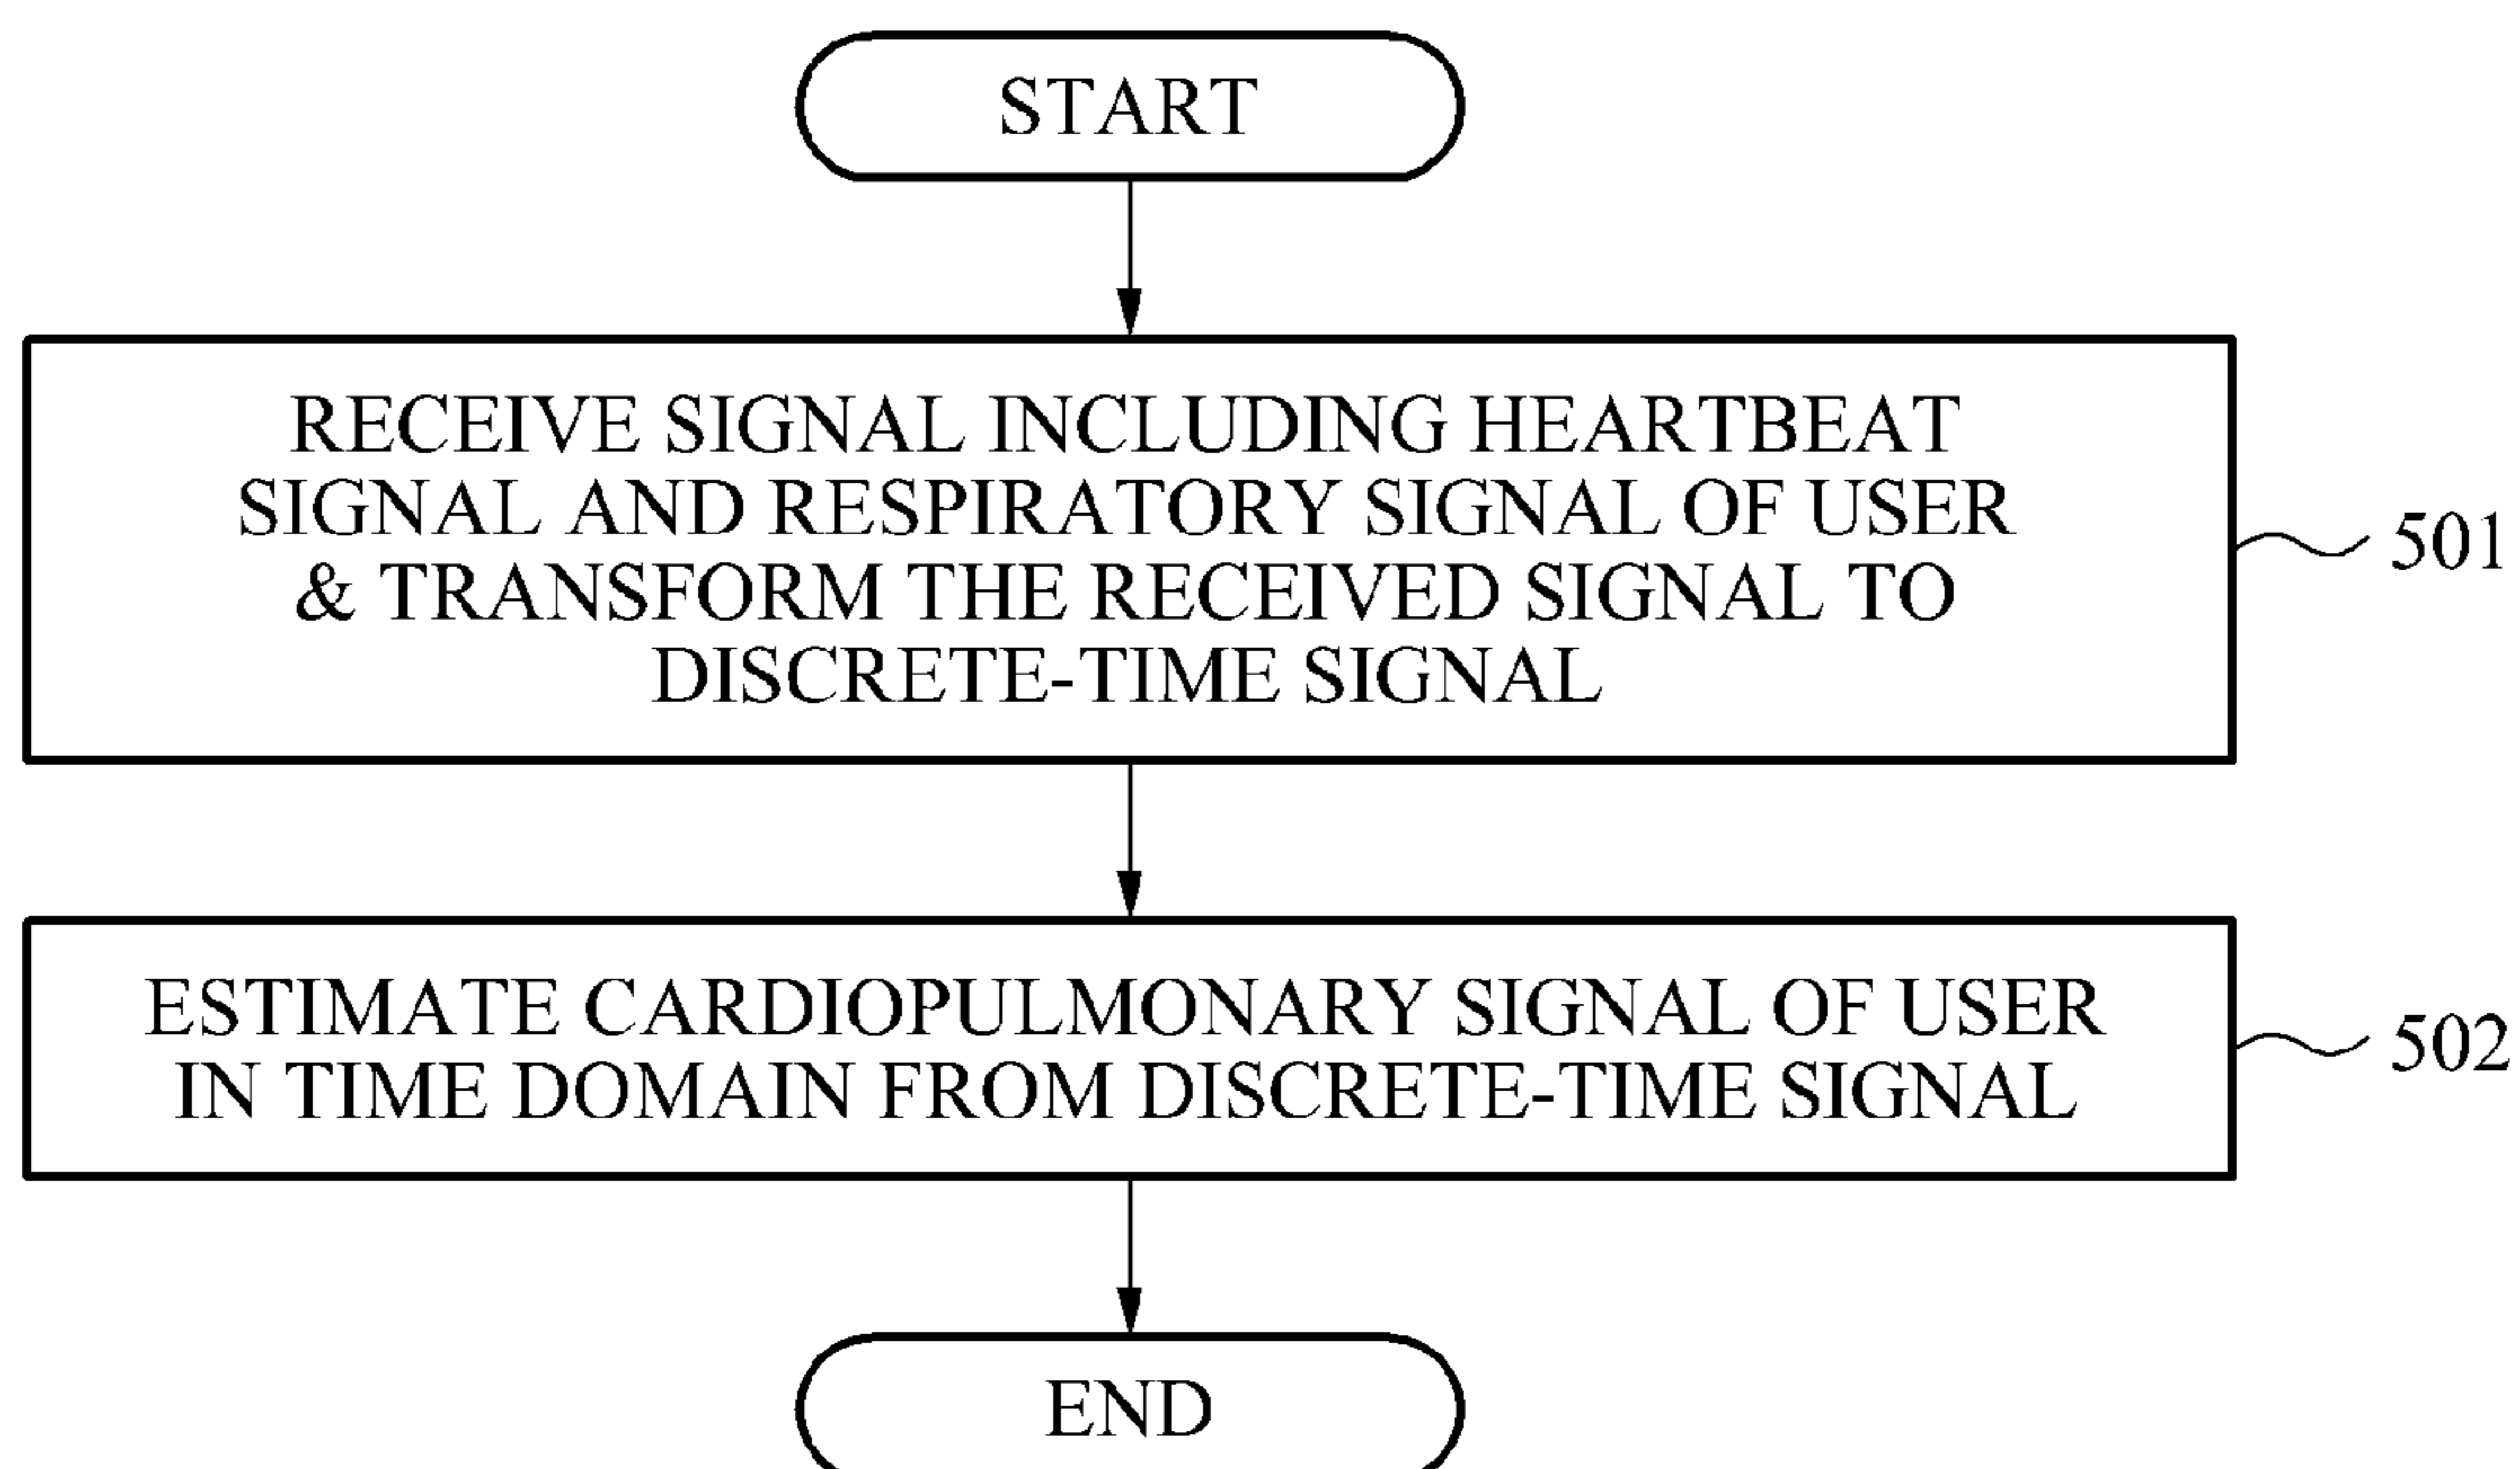 START
RECEIVE SIGNAL INCLUDING HEARTBEAT
SIGNAL AND RESPIRATORY SIGNAL OF USER
& TRANSFORM THE RECEIVED SIGNAL TO
DISCRETE-TIME SIGNAL
501
ESTIMATE CARDIOPULMONARY SIGNAL OF USER
IN TIME DOMAIN FROM DISCRETE-TIME SIGNAL
502
END